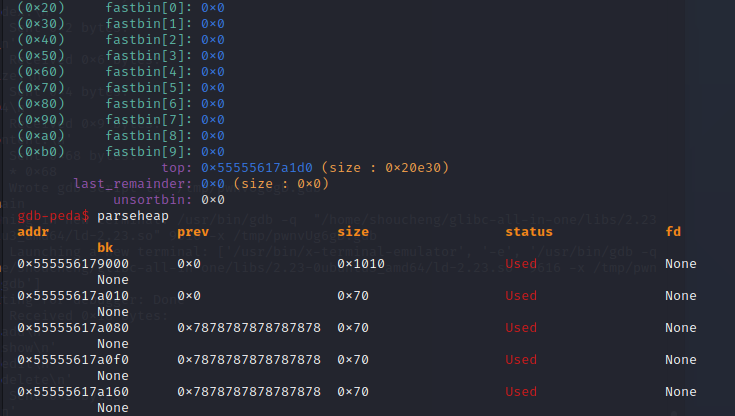 (0×20) fastbin[0]: 0×0
(0×30) fastbin[1]: 0×0
(0×40) fastbin[2]: 0×0
(0×50) fastbin[3]: 0×0
(0×60) fastbin[4]: 0×0
(0×70) fastbin[5]: 0×0
(0×80) fastbin[6]: 0×0
(0×90) fastbin[7]: 0×0
(0×a0) fastbin[8]: 0×0
(0×b0) fastbin[9]: 0×0
top: 0×55555617a1d0 (size : 0×20e30)
last_remainder: 0×0 (size : 0×0)
unsortbin: 0×0
gdb-peda$ parseheap
addr prev size status fd
bk
0×555556179000 0×0 0×1010 Used None
None
0×55555617a010 0×0 0×70 Used None
None
0×55555617a080 0×7878787878787878 0×70 Used None
None
0×55555617a0f0 0×7878787878787878 0×70 Used None
None
0×55555617a160 0×7878787878787878 0×70 Used None
None